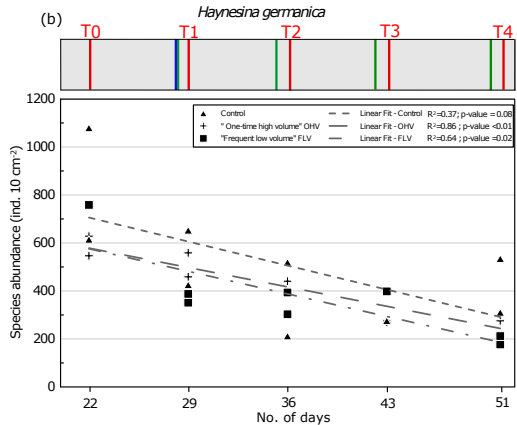 (b)
Haynesina germanica
T0 T1 T2 T3 T4
1200
1000
800
600
400
200
0
Species abundance (ind. 10 cm⁻²)
Control
" One-time high volume" OHV
"Frequent low volume" FLV
Linear Fit - Control R²=0.37; p-value = 0.08
Linear Fit - OHV R²=0.86 ; p-value <0.01
Linear Fit - FLV R²=0.64 ; p-value =0.02
22 29 36 43 51
No. of days